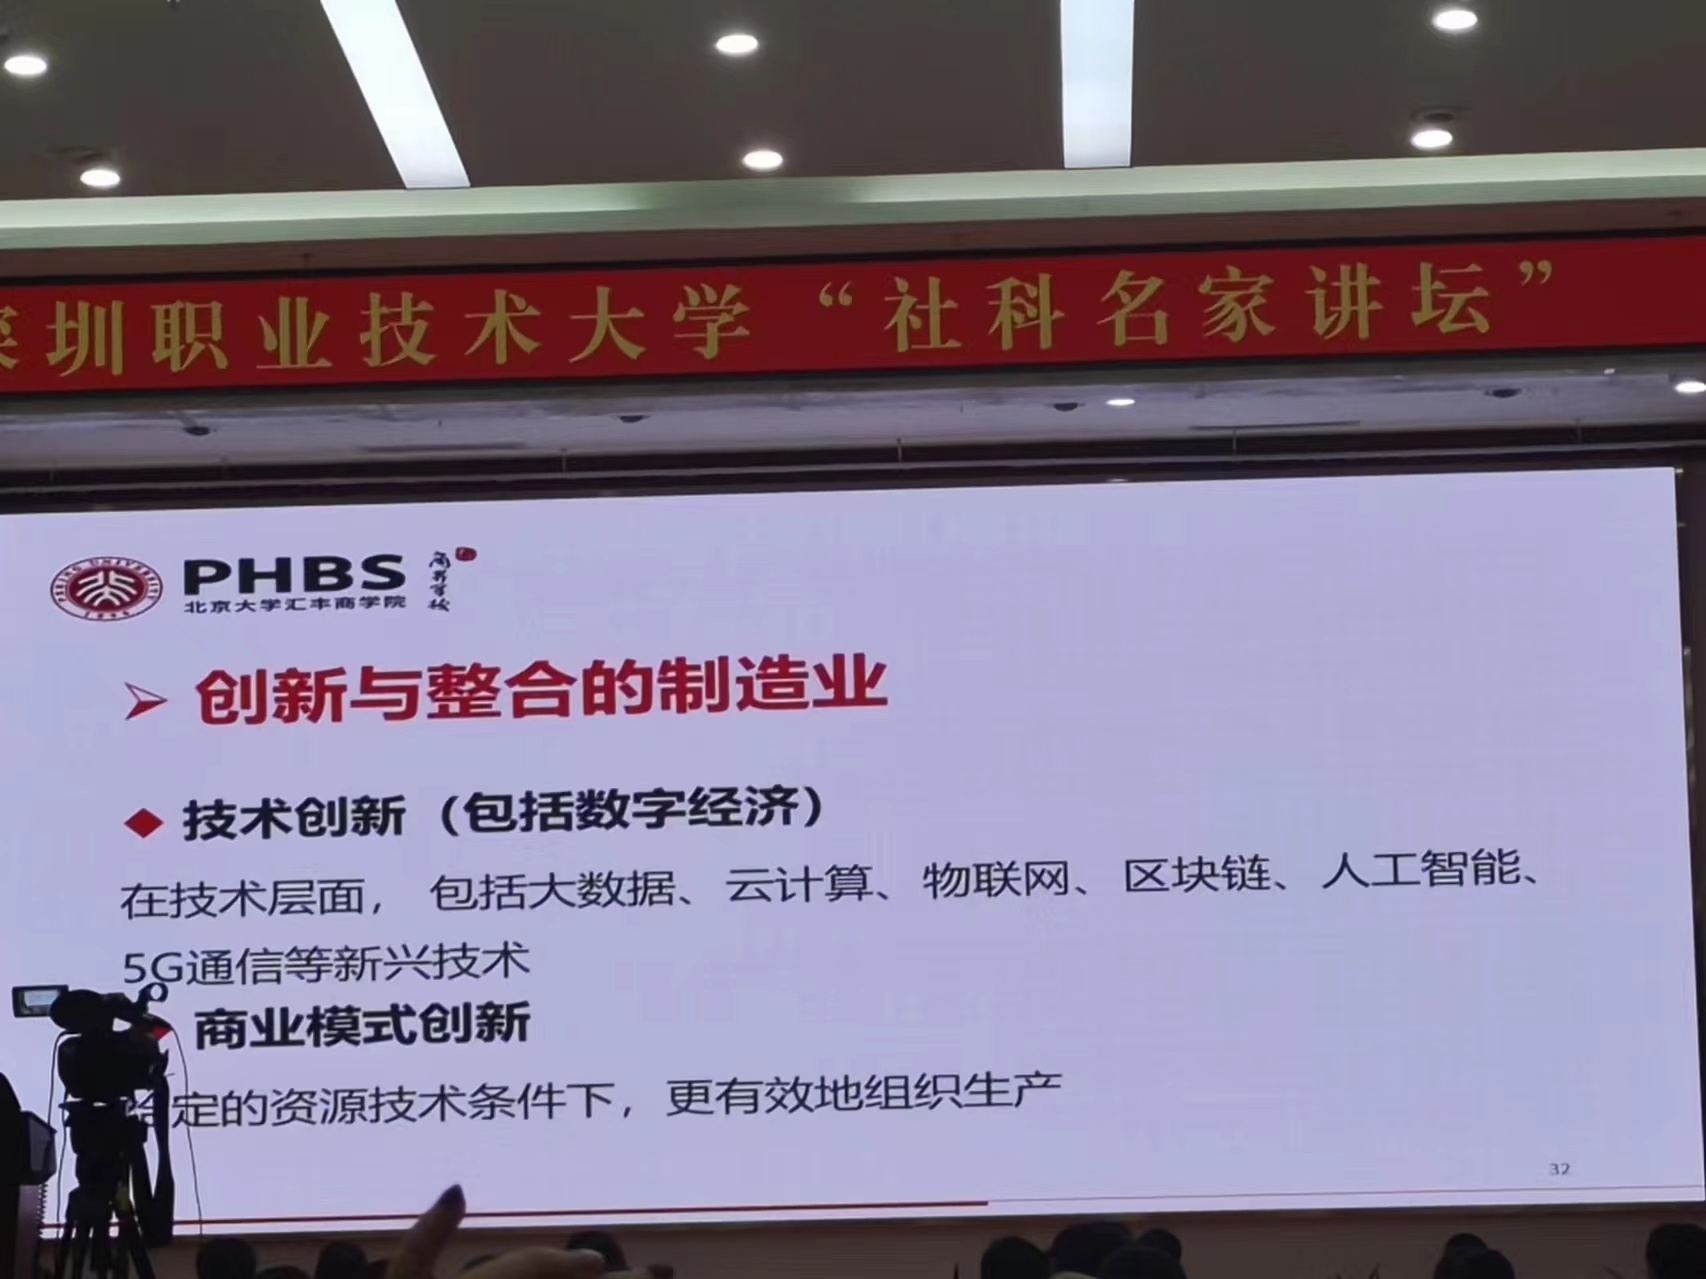 深圳职业技术大学“社科名家讲坛”
PHBS
北京大学汇丰商学院
商界军校
PEKING UNIVERSITY
1898
创新与整合的制造业
技术创新（包括数字经济）
在技术层面， 包括大数据、云计算、物联网、区块链、人工智能、
5G通信等新兴技术
商业模式创新
给定的资源技术条件下，更有效地组织生产
32